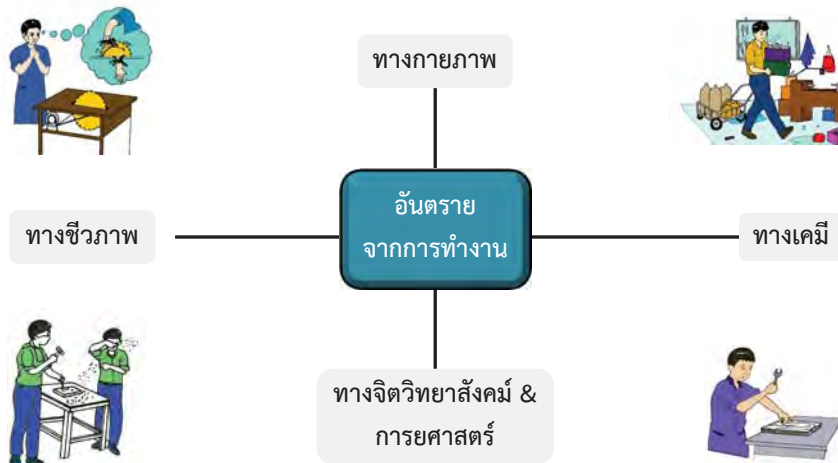 ทางกายภาพ
อันตราย
จากการทำงาน
ทางชีวภาพ
ทางเคมี
ทางจิตวิทยาสังคม์ &
การยศาสตร์